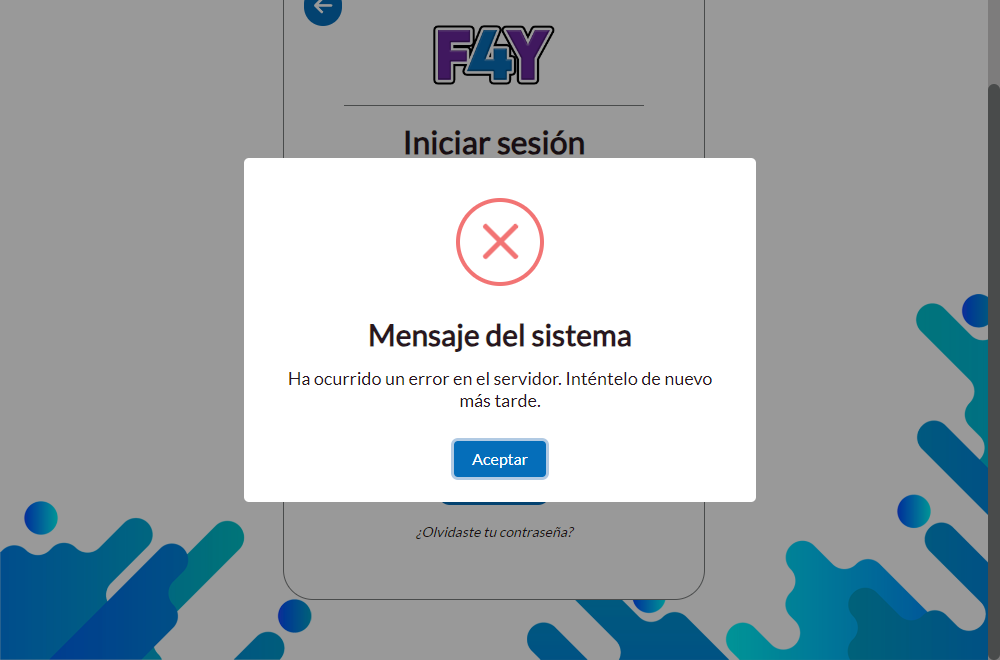 F4Y
Iniciar sesión
Mensaje del sistema
Ha ocurrido un error en el servidor. Inténtelo de nuevo
más tarde.
Aceptar
¿Olvidaste tu contraseña?